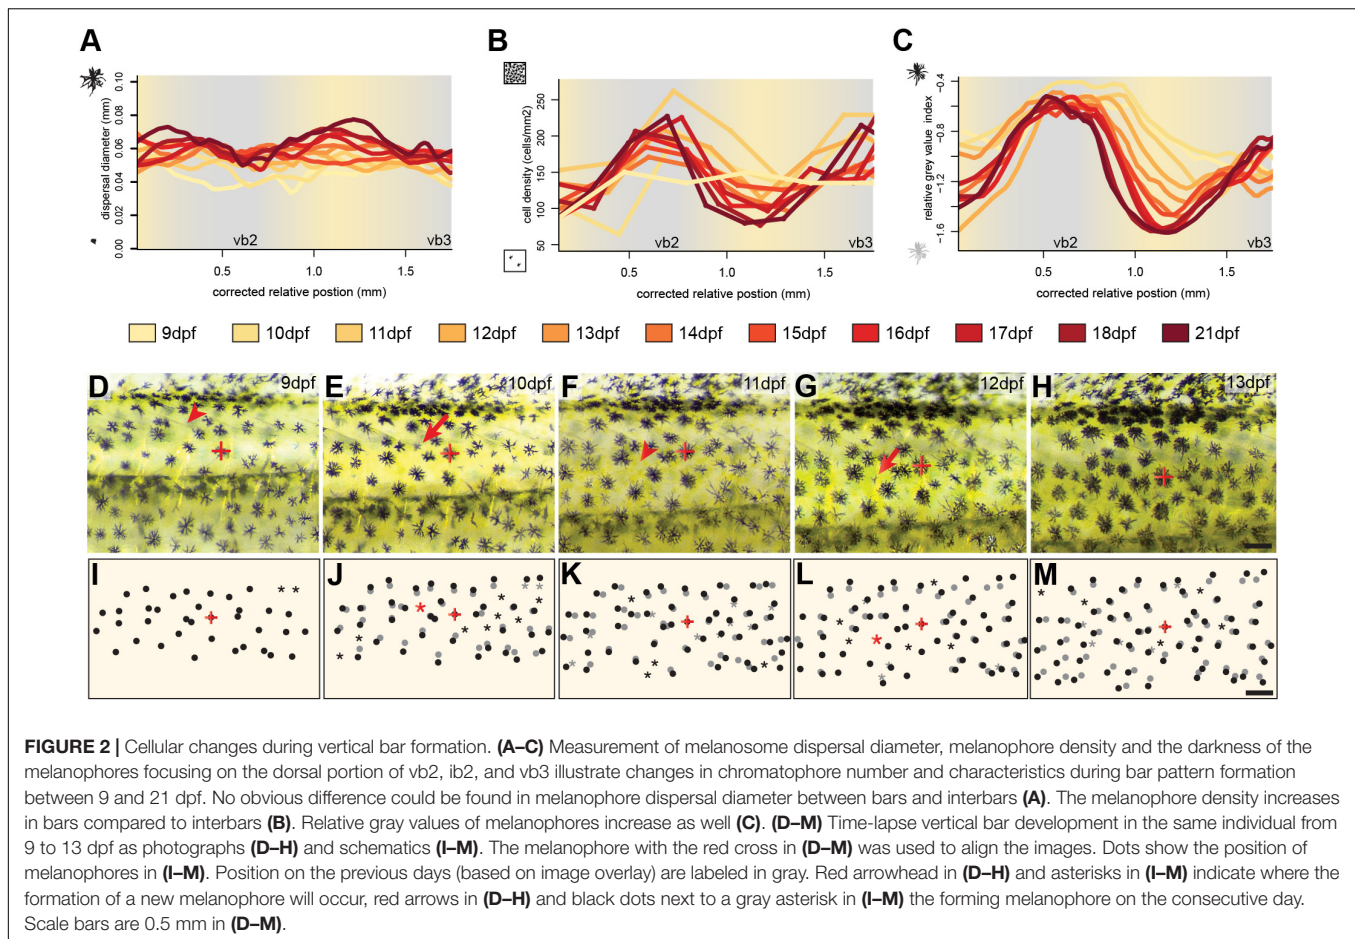 A
B
C
dispersal diameter (mm)
0.00
0.02
0.04
0.06
0.08
0.10
vb2
vb3
0.5
1.0
1.5
corrected relative postion (mm)
cell density (cells/mm2)
50
100
150
200
250
vb2
vb3
0.5
1.0
1.5
corrected relative postion (mm)
relative grey value index
−1.6
−1.2
−0.8
−0.4
vb2
vb3
0.5
1.0
1.5
corrected relative postion (mm)
9dpf
10dpf
11dpf
12dpf
13dpf
14dpf
15dpf
16dpf
17dpf
18dpf
21dpf
D
9dpf
E
10dpf
F
11dpf
G
12dpf
H
13dpf
I
J
K
L
M
FIGURE 2 | Cellular changes during vertical bar formation. (A–C) Measurement of melanosome dispersal diameter, melanophore density and the darkness of the
melanophores focusing on the dorsal portion of vb2, ib2, and vb3 illustrate changes in chromatophore number and characteristics during bar pattern formation
between 9 and 21 dpf. No obvious difference could be found in melanophore dispersal diameter between bars and interbars (A). The melanophore density increases
in bars compared to interbars (B). Relative gray values of melanophores increase as well (C). (D–M) Time-lapse vertical bar development in the same individual from
9 to 13 dpf as photographs (D–H) and schematics (I–M). The melanophore with the red cross in (D–M) was used to align the images. Dots show the position of
melanophores in (I–M). Position on the previous days (based on image overlay) are labeled in gray. Red arrowhead in (D–H) and asterisks in (I–M) indicate where the
formation of a new melanophore will occur, red arrows in (D–H) and black dots next to a gray asterisk in (I–M) the forming melanophore on the consecutive day.
Scale bars are 0.5 mm in (D–M).